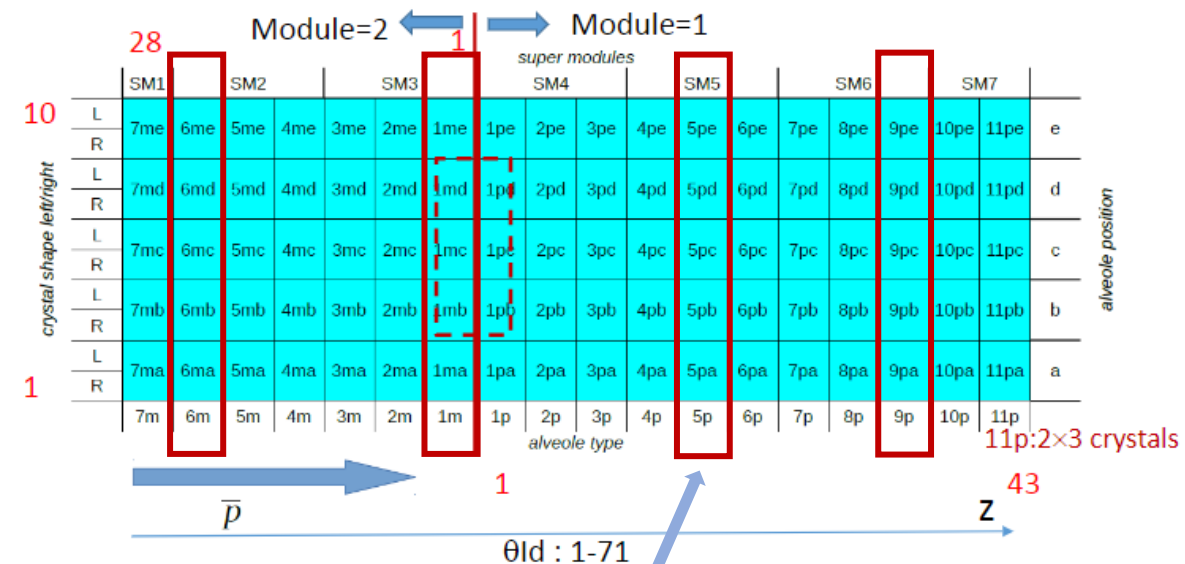 Module=2 Module=1
28 1
super modules
SM1 SM2 SM3 SM4 SM5 SM6 SM7
10 L 7me 6me 5me 4me 3me 2me 1me 1pe 2pe 3pe 4pe 5pe 6pe 7pe 8pe 9pe 10pe 11pe e
R
L 7md 6md 5md 4md 3md 2md 1md 1pd 2pd 3pd 4pd 5pd 6pd 7pd 8pd 9pd 10pd 11pd d
R
L 7mc 6mc 5mc 4mc 3mc 2mc 1mc 1pc 2pc 3pc 4pc 5pc 6pc 7pc 8pc 9pc 10pc 11pc c
R
L 7mb 6mb 5mb 4mb 3mb 2mb 1mb 1pb 2pb 3pb 4pb 5pb 6pb 7pb 8pb 9pb 10pb 11pb b
R
L 7ma 6ma 5ma 4ma 3ma 2ma 1ma 1pa 2pa 3pa 4pa 5pa 6pa 7pa 8pa 9pa 10pa 11pa a
1 R
crystal shape left/right
alveole position
7m 6m 5m 4m 3m 2m 1m 1p 2p 3p 4p 5p 6p 7p 8p 9p 10p 11p
alveole type
11p:2×3 crystals
1 43
p̅ z
θId : 1-71